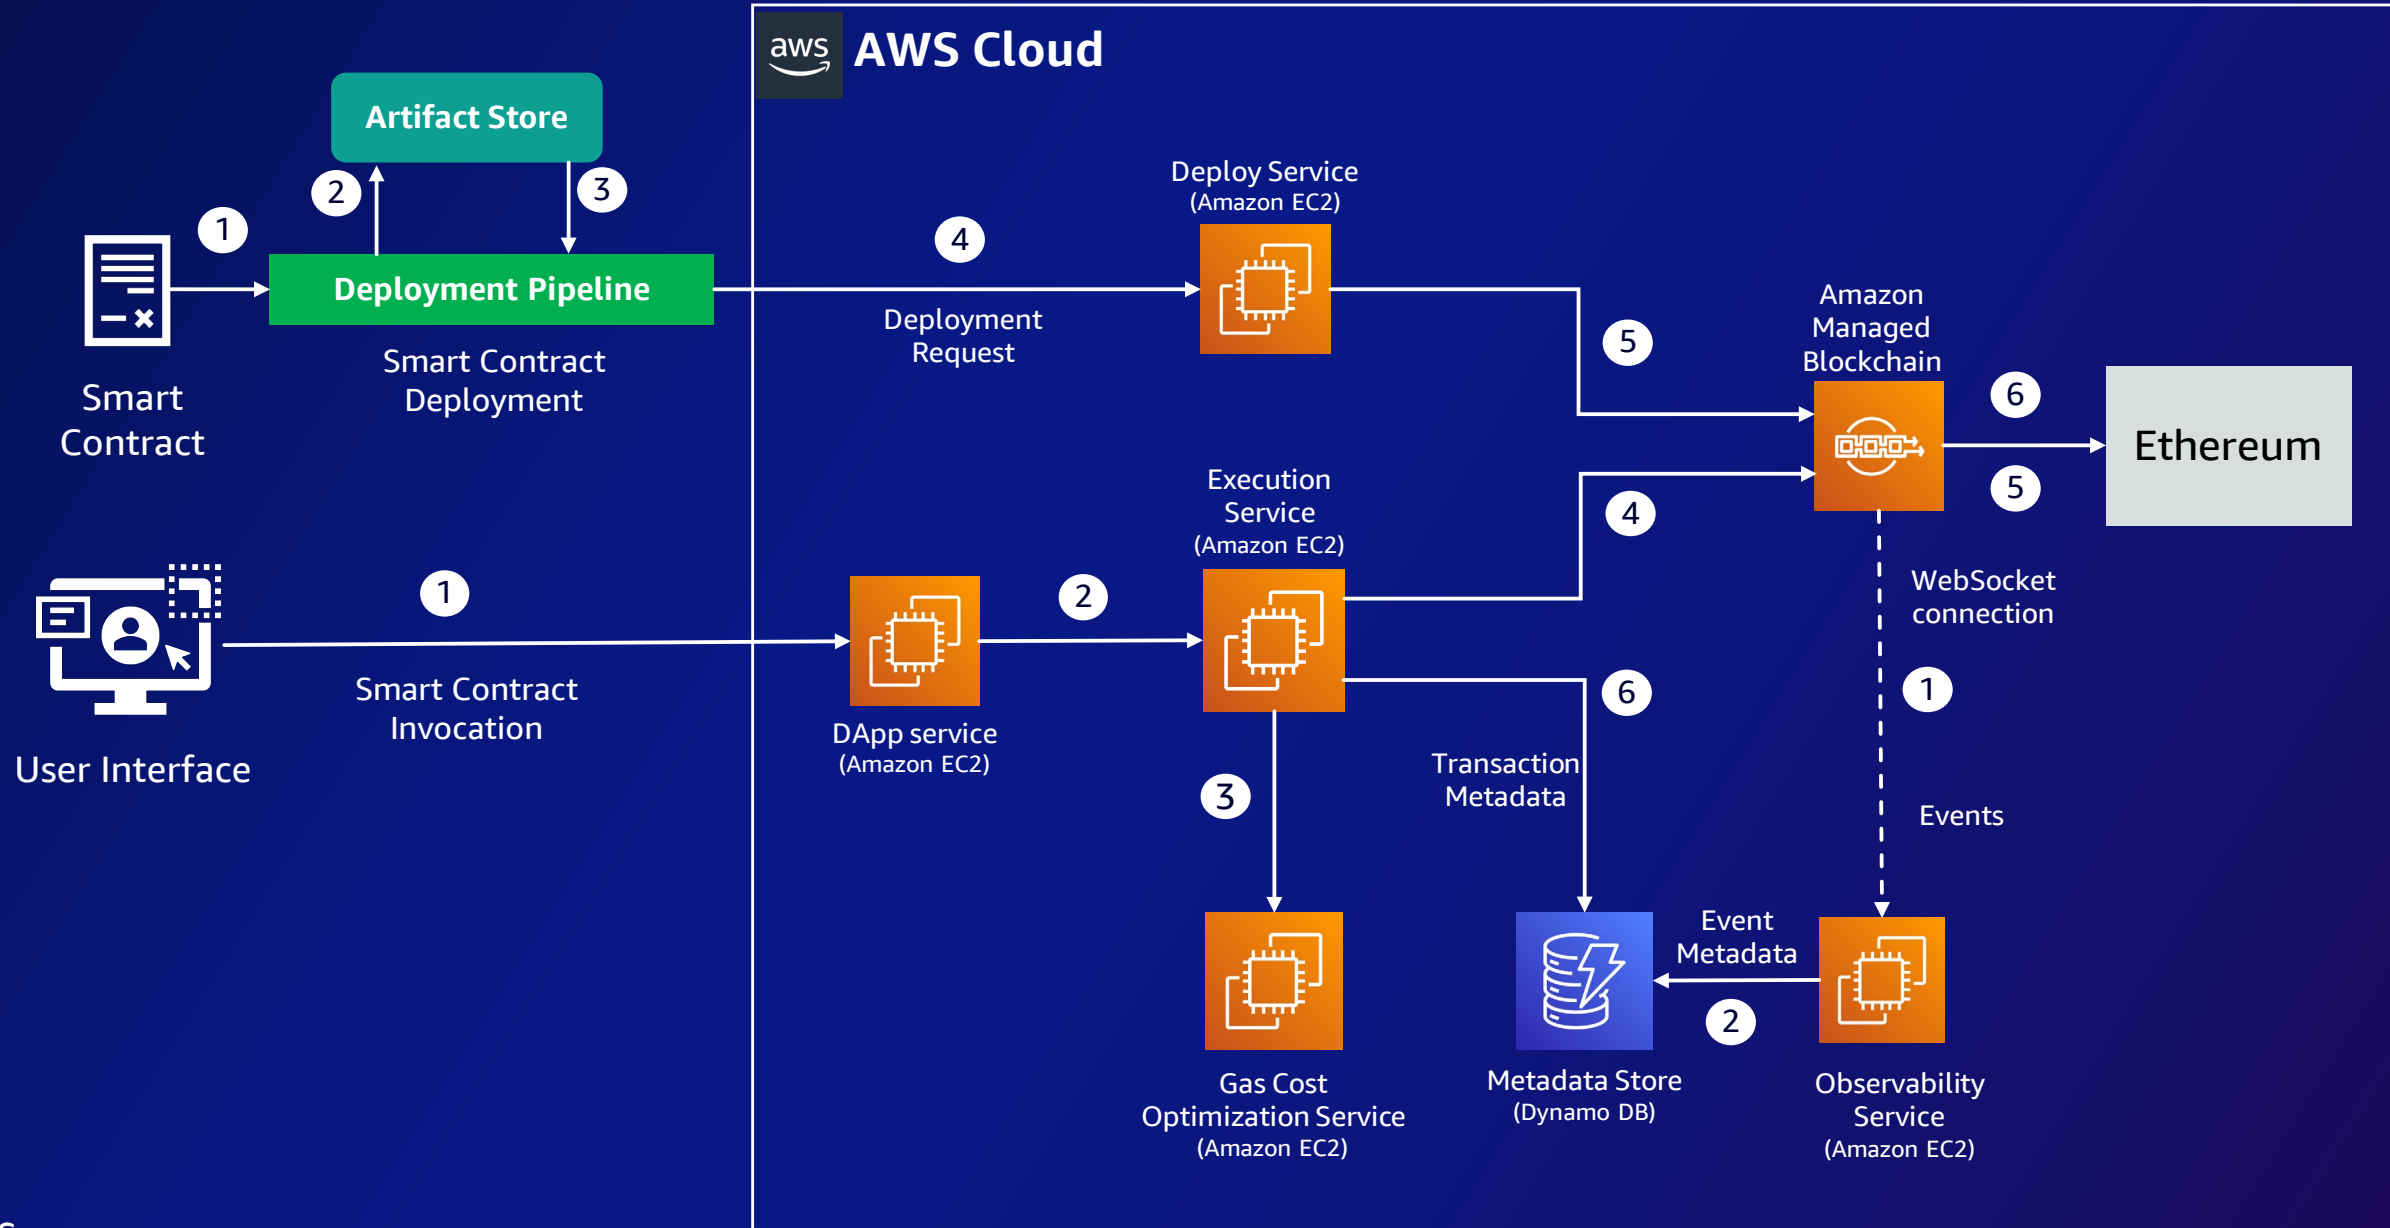 aws
AWS Cloud
Artifact Store
2
3
1
Deployment Pipeline
Smart Contract
Deployment
Smart
Contract
4
Deployment
Request
Deploy Service
(Amazon EC2)
5
Amazon
Managed
Blockchain
6
5
Ethereum
User Interface
1
Smart Contract
Invocation
DApp service
(Amazon EC2)
2
Execution
Service
(Amazon EC2)
4
6
Transaction
Metadata
3
Gas Cost
Optimization Service
(Amazon EC2)
WebSocket
connection
1
Events
Event
Metadata
2
Metadata Store
(Dynamo DB)
Observability
Service
(Amazon EC2)